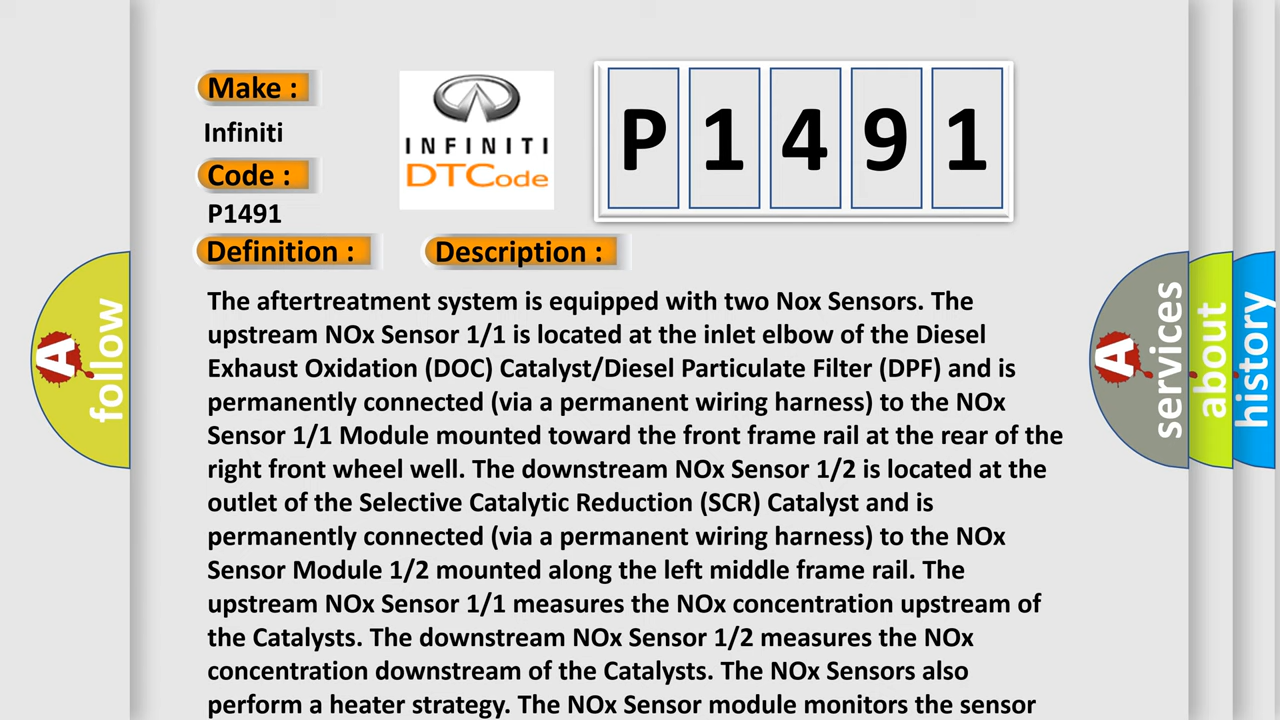 Make :
Infiniti
Code :
P1491
INFINITI
DTCode
P1491
Definition :
Description :
The aftertreatment system is equipped with two Nox Sensors. The
upstream NOx Sensor 1/1 is located at the inlet elbow of the Diesel
Exhaust Oxidation (DOC) Catalyst/Diesel Particulate Filter (DPF) and is
permanently connected (via a permanent wiring harness) to the NOx
Sensor 1/1 Module mounted toward the front frame rail at the rear of the
right front wheel well. The downstream NOx Sensor 1/2 is located at the
outlet of the Selective Catalytic Reduction (SCR) Catalyst and is
permanently connected (via a permanent wiring harness) to the NOx
Sensor Module 1/2 mounted along the left middle frame rail. The
upstream NOx Sensor 1/1 measures the NOx concentration upstream of
the Catalysts. The downstream NOx Sensor 1/2 measures the NOx
concentration downstream of the Catalysts. The NOx Sensors also
perform a heater strategy. The NOx Sensor module monitors the sensor
A follow
A services
about
history